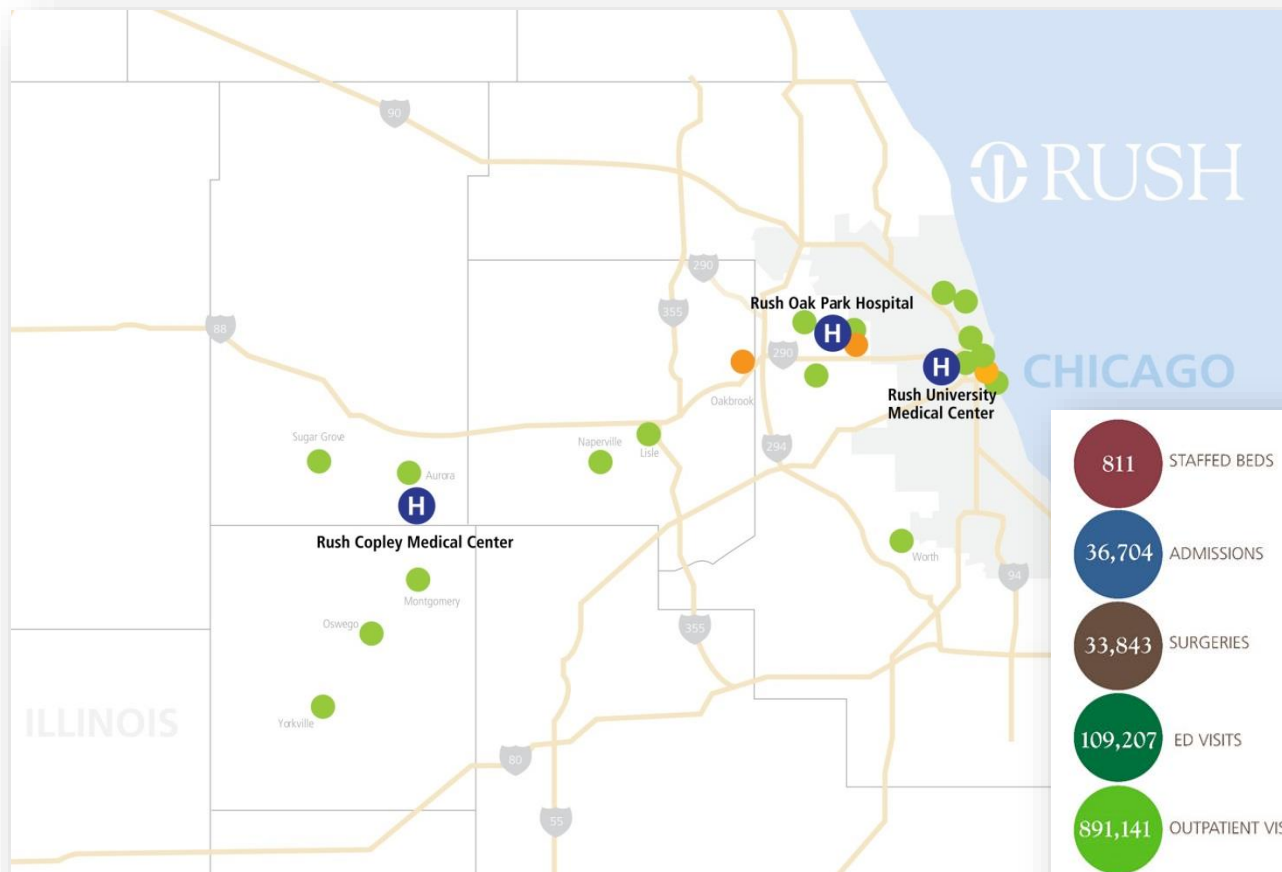 90
RUSH
290
Rush Oak Park Hospital
355
88
H
290
H
CHICAGO
Rush University
Medical Center
Oakbrook
Sugar Grove
Naperville
Lisle
294
Aurora
H
Rush Copley Medical Center
811 STAFFED BEDS
36,704 ADMISSIONS
Worth
94
Montgomery
Oswego
355
33,843 SURGERIES
Yorkville
ILLINOIS
109,207 ED VISITS
80
55
891,141 OUTPATIENT VIS